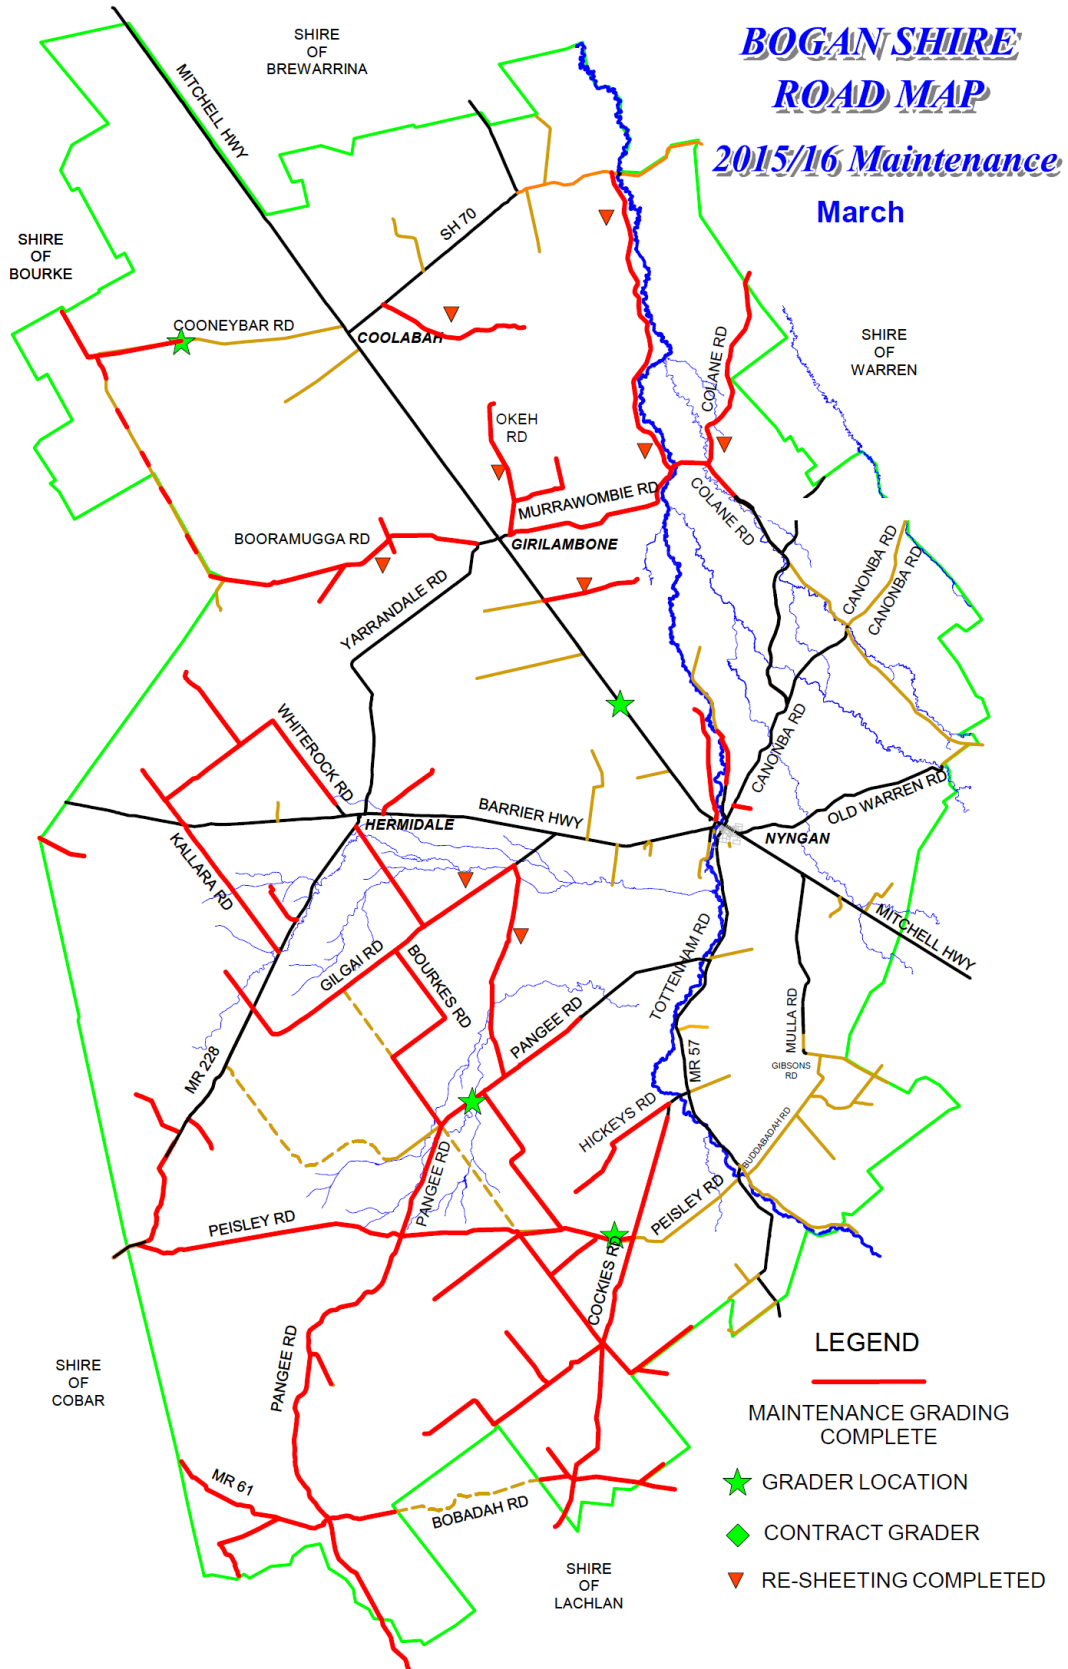 BOGAN SHIRE
ROAD MAP
2015/16 Maintenance
March
SHIRE
OF
BREWARRINA
MITCHELL HWY
SH 70
SHIRE
OF
BOURKE
COONEYBAR RD
COOLABAH
SHIRE
OF
WARREN
COLANE RD
OKEH
RD
MURRAWOMBIE RD
COLANE RD
BOORAMUGGA RD
GIRILAMBONE
CANONBA RD
CANONBA RD
YARRANDALE RD
WHITEROCK RD
CANONBA RD
BARRIER HWY
OLD WARREN RD
HERMIDALE
NYNGAN
KALLARA RD
MITCHELL HWY
GILGAI RD
BOURKES RD
TOTTENHAM RD
PANGEE RD
MULLA RD
MR 228
MR 57
GIBSONS
RD
HICKEYS RD
BUDDABADAH RD
PANGEE RD
PEISLEY RD
PEISLEY RD
COCKIES RD
PANGEE RD
SHIRE
OF
COBAR
MR 61
BOBADAH RD
SHIRE
OF
LACHLAN
LEGEND
MAINTENANCE GRADING
COMPLETE
GRADER LOCATION
CONTRACT GRADER
RE-SHEETING COMPLETED